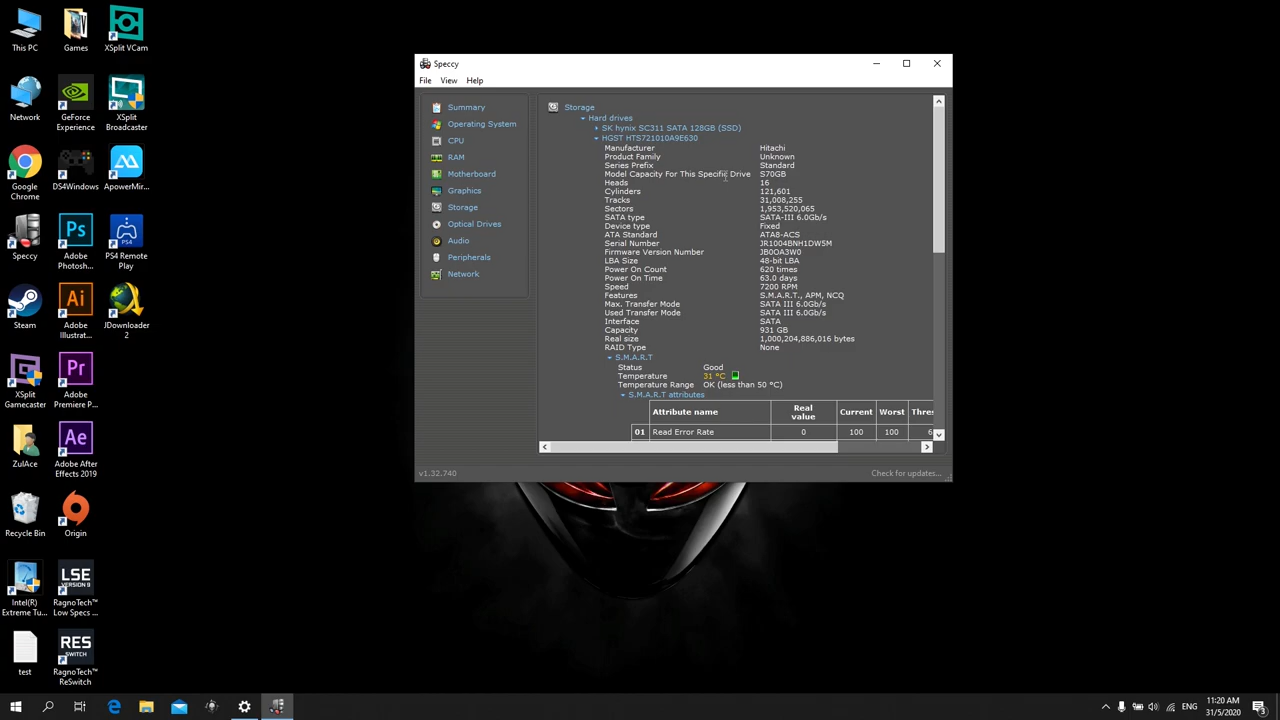 This PC
Games
XSplit VCam
Network
GeForce
Experience
XSplit
Broadcaster
Google
Chrome
DS4Windows
ApowerMir...
Speccy
Adobe
Photosh...
PS4 Remote
Play
Steam
Adobe
Illustrat...
JDownloader
2
XSplit
Gamecaster
Adobe
Premiere P...
ZulAce
Adobe After
Effects 2019
Recycle Bin
Origin
Intel(R)
Extreme Tu...
LSE
VERSION 9
RagnoTech™
Low Specs ...
test
RES
SWITCH
RagnoTech™
ReSwitch
Speccy
File View Help
Summary
Operating System
CPU
RAM
Motherboard
Graphics
Storage
Optical Drives
Audio
Peripherals
Network
Storage
Hard drives
SK hynix SC311 SATA 128GB (SSD)
HGST HTS721010A9E630
Manufacturer Hitachi
Product Family Unknown
Series Prefix Standard
Model Capacity For This Specific Drive S70GB
Heads 16
Cylinders 121,601
Tracks 31,008,255
Sectors 1,953,520,065
SATA type SATA-III 6.0Gb/s
Device type Fixed
ATA Standard ATA8-ACS
Serial Number JR1004BNH1DW5M
Firmware Version Number JB0OA3W0
LBA Size 48-bit LBA
Power On Count 620 times
Power On Time 63.0 days
Speed 7200 RPM
Features S.M.A.R.T., APM, NCQ
Max. Transfer Mode SATA III 6.0Gb/s
Used Transfer Mode SATA III 6.0Gb/s
Interface SATA
Capacity 931 GB
Real size 1,000,204,886,016 bytes
RAID Type None
S.M.A.R.T
Status Good
Temperature 31 °C
Temperature Range OK (less than 50 °C)
S.M.A.R.T attributes
Attribute name Real value Current Worst Thres
01 Read Error Rate 0 100 100 6
v1.32.740
Check for updates...
ENG
11:20 AM
31/5/2020
3